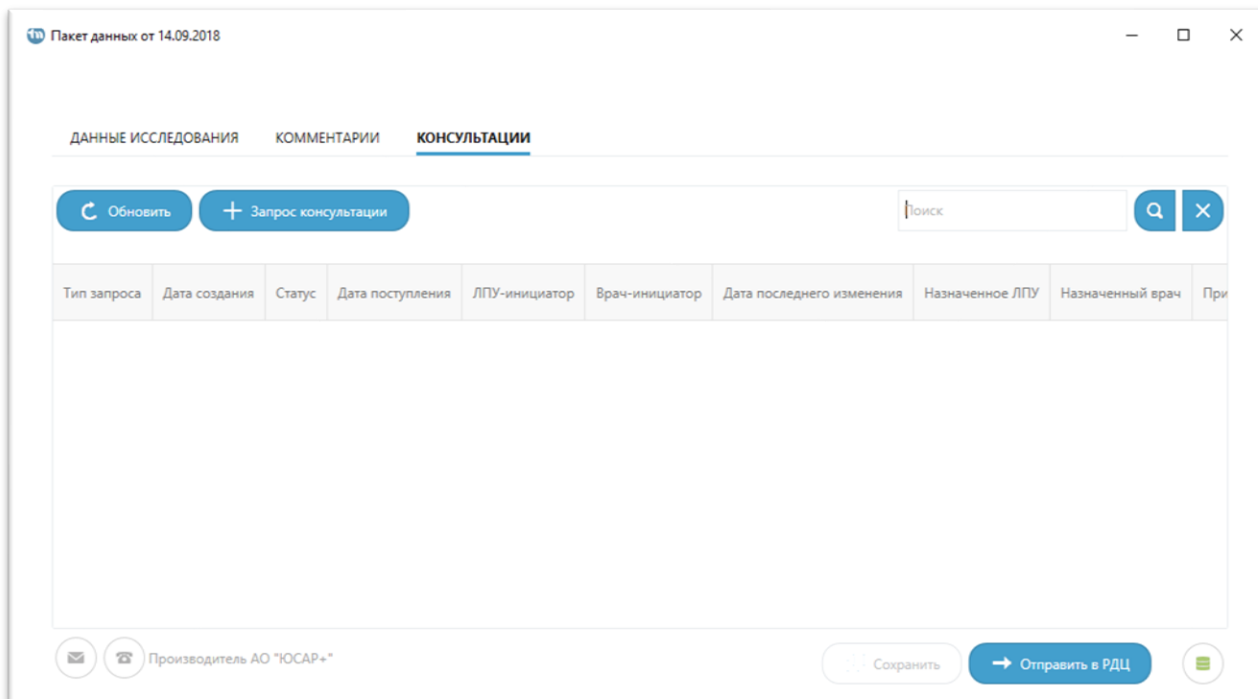 Пакет данных от 14.09.2018
ДАННЫЕ ИССЛЕДОВАНИЯ КОММЕНТАРИИ КОНСУЛЬТАЦИИ
Обновить Запрос консультации Поиск
Тип запроса Дата создания Статус Дата поступления ЛПУ-инициатор Врач-инициатор Дата последнего изменения Назначенное ЛПУ Назначенный врач При
Производитель АО "ЮСАР+" Сохранить Отправить в РДЦ